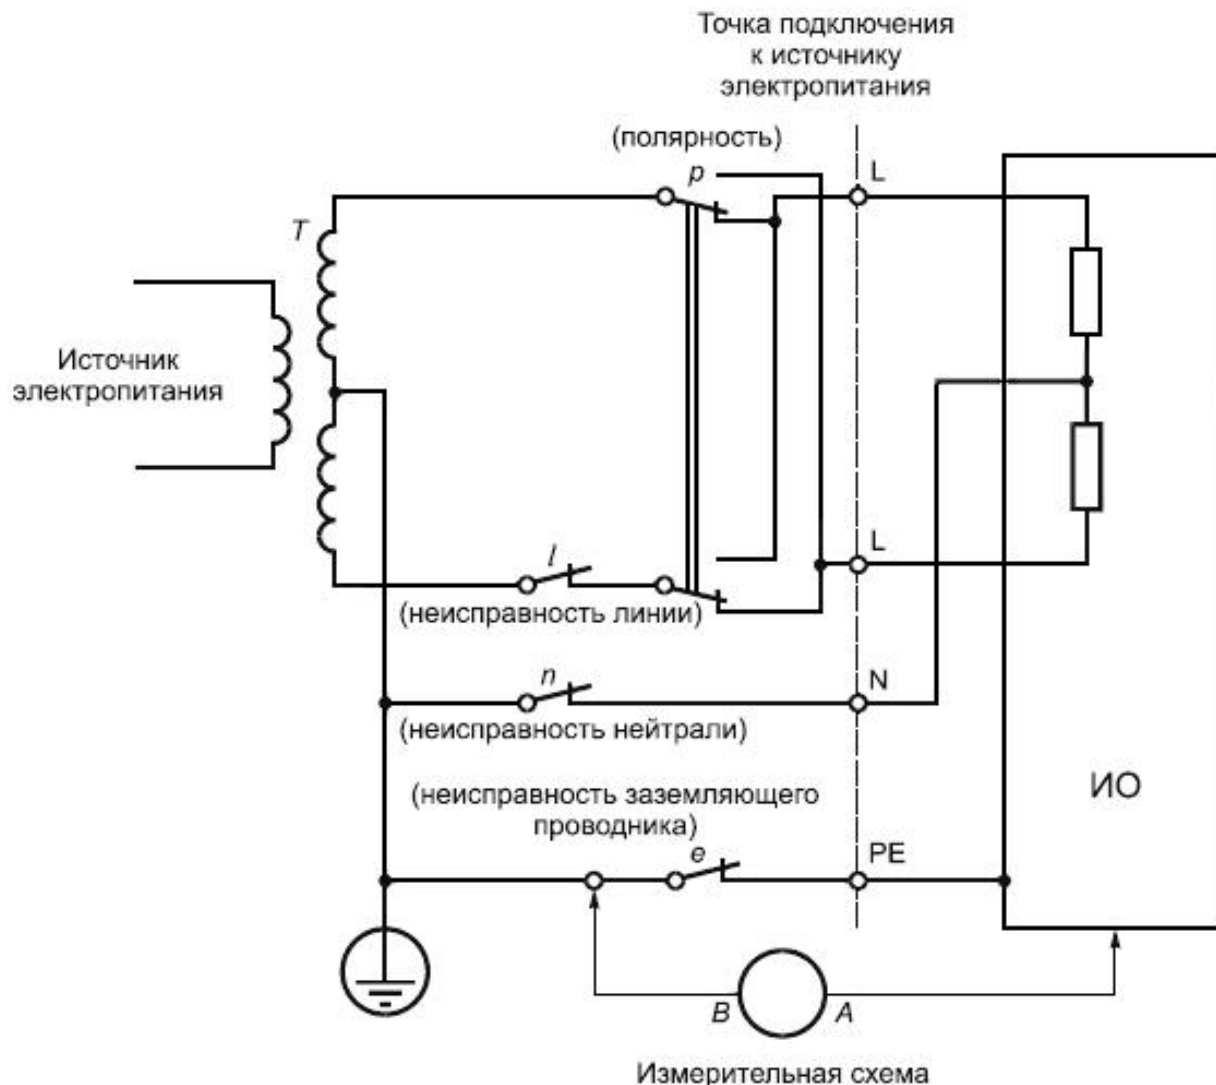 Точка подключения
к источнику
электропитания
(полярность)
p
L
T
Источник
электропитания
l
L
(неисправность линии)
n
N
(неисправность нейтрали)
ИО
(неисправность заземляющего
проводника)
e
PE
B
A
Измерительная схема